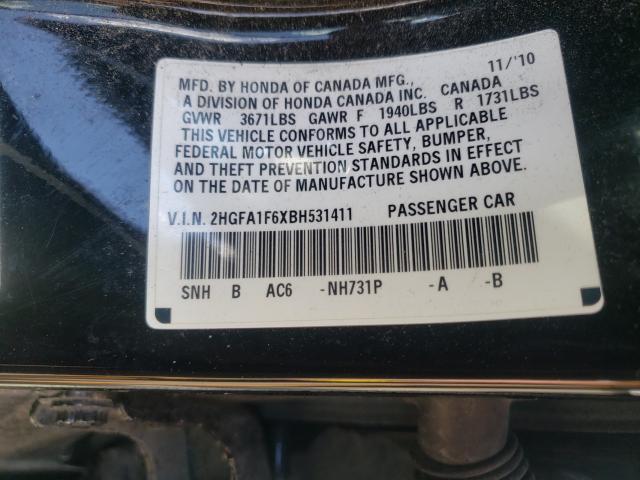 MFD. BY HONDA OF CANADA MFG., 11/'10
A DIVISION OF HONDA CANADA INC. CANADA
GVWR 3671LBS GAWR F 1940LBS R 1731LBS
THIS VEHICLE CONFORMS TO ALL APPLICABLE
FEDERAL MOTOR VEHICLE SAFETY, BUMPER,
AND THEFT PREVENTION STANDARDS IN EFFECT
ON THE DATE OF MANUFACTURE SHOWN ABOVE.
V.I.N. 2HGFA1F6XBH531411 PASSENGER CAR
SNH B AC6 -NH731P -A -B